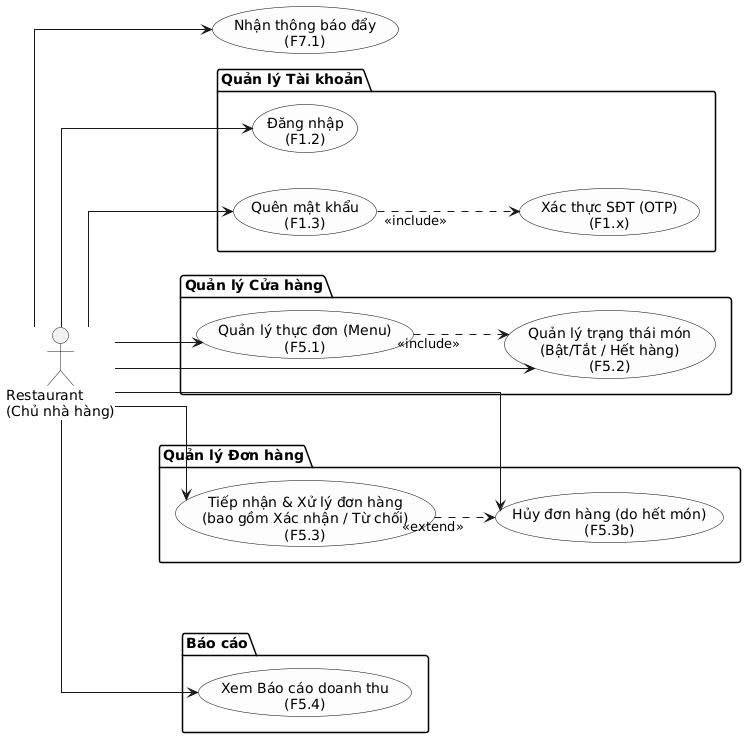 Nhận thông báo đẩy
(F7.1)
Quản lý Tài khoản
Đăng nhập
(F1.2)
Quên mật khẩu
(F1.3)
«include»
Xác thực SĐT (OTP)
(F1.x)
Quản lý Cửa hàng
Quản lý thực đơn (Menu)
(F5.1)
«include»
Quản lý trạng thái món
(Bật/Tắt / Hết hàng)
(F5.2)
Restaurant
(Chủ nhà hàng)
Quản lý Đơn hàng
Tiếp nhận & Xử lý đơn hàng
(bao gồm Xác nhận / Từ chối)
(F5.3)
«extend»
Hủy đơn hàng (do hết món)
(F5.3b)
Báo cáo
Xem Báo cáo doanh thu
(F5.4)